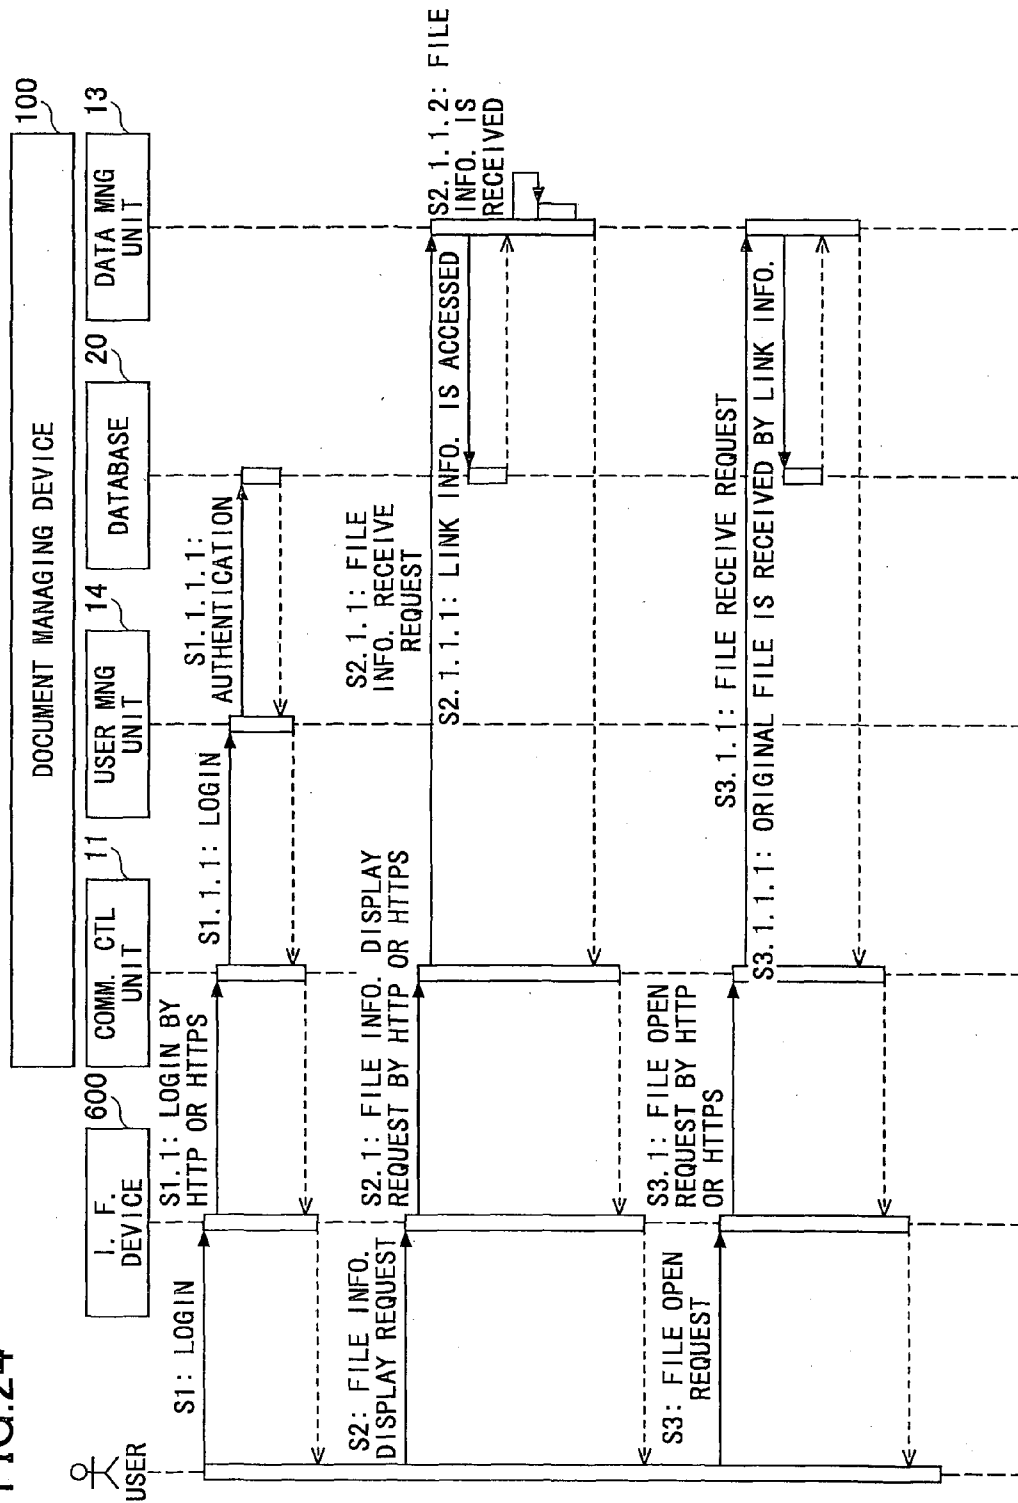 FIG.24
DOCUMENT MANAGING DEVICE
100
USER
I. F.
DEVICE
600
COMM. CTL
UNIT
11
USER MNG
UNIT
14
DATABASE
20
DATA MNG
UNIT
13
S1: LOGIN
S1.1: LOGIN BY
HTTP OR HTTPS
S1.1.1: LOGIN
S1.1.1.1:
AUTHENTICATION
S2: FILE INFO.
DISPLAY REQUEST
S2.1: FILE INFO. DISPLAY
REQUEST BY HTTP OR HTTPS
S2.1.1: FILE
INFO. RECEIVE
REQUEST
S2.1.1.1: LINK INFO. IS ACCESSED
S2.1.1.2: FILE
INFO. IS
RECEIVED
S3: FILE OPEN
REQUEST
S3.1: FILE OPEN
REQUEST BY HTTP
OR HTTPS
S3.1.1: FILE RECEIVE REQUEST
S3.1.1.1: ORIGINAL FILE IS RECEIVED BY LINK INFO.